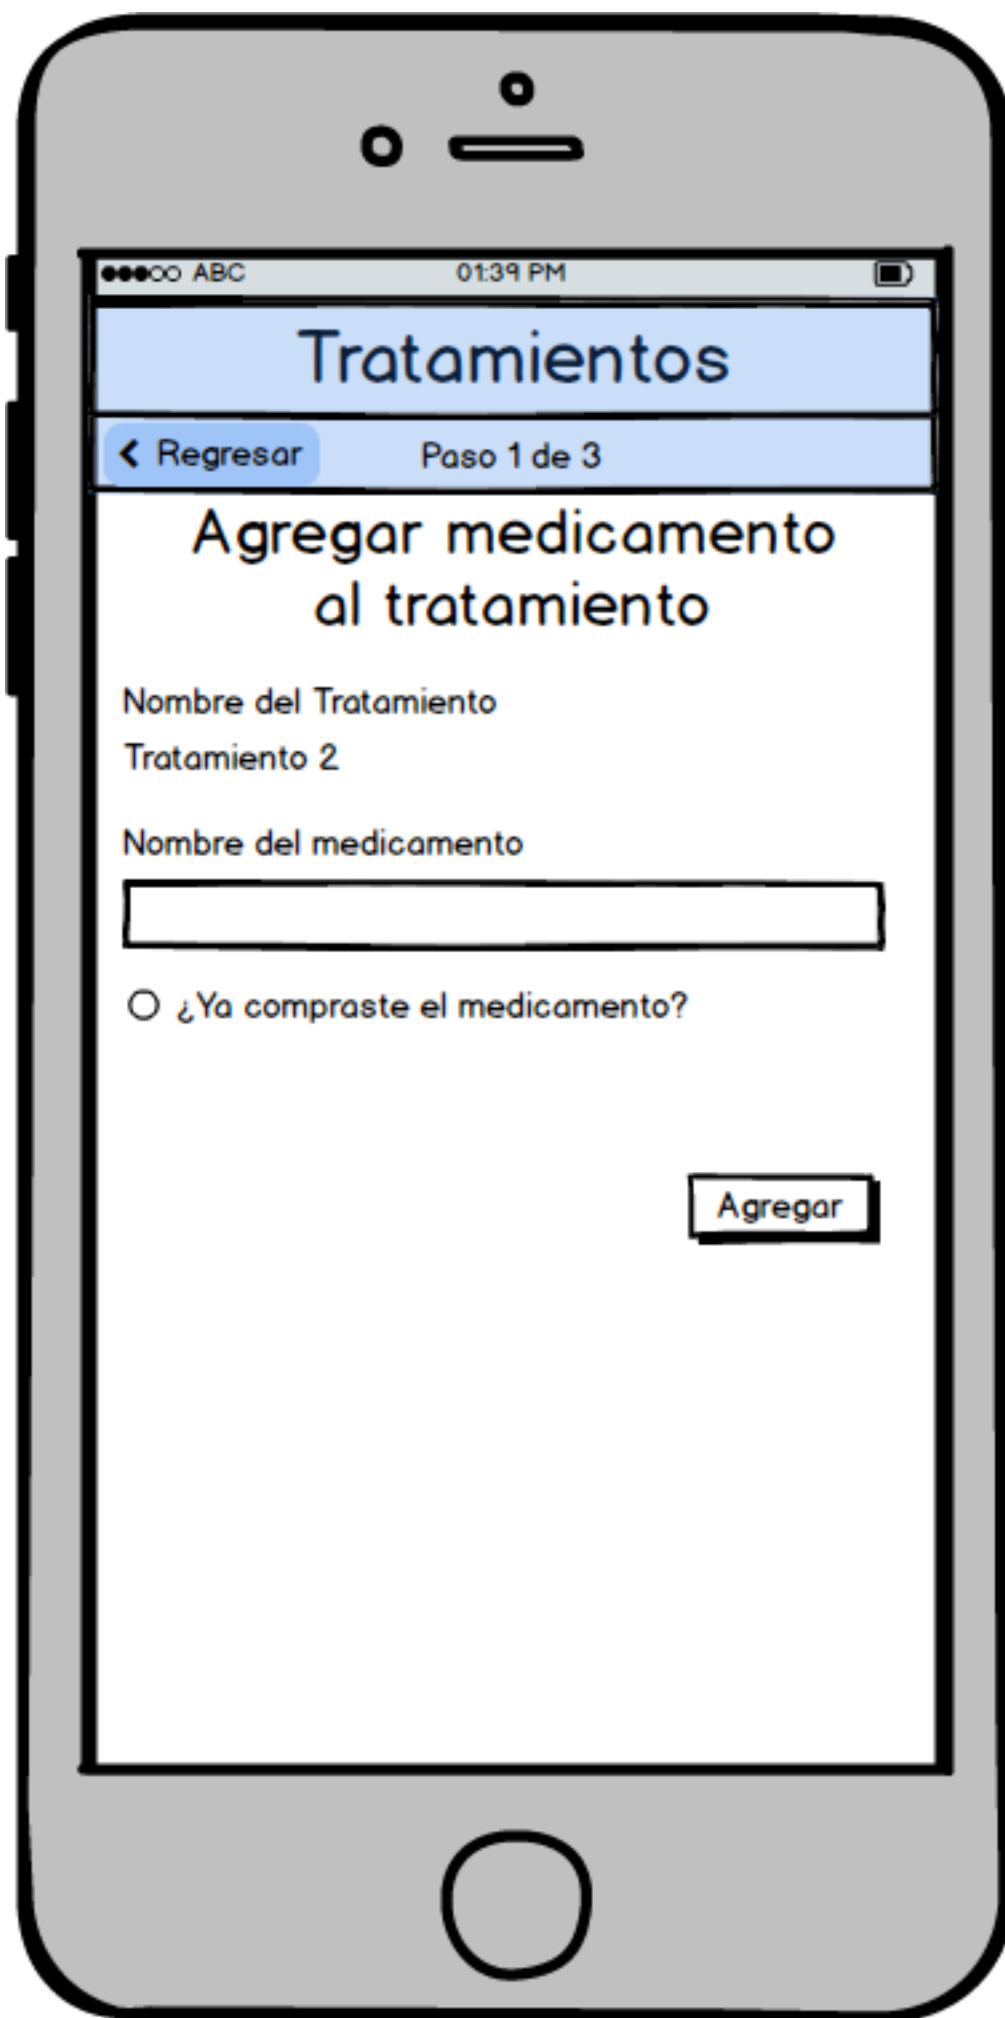 ABC 01:39 PM
Tratamientos
Regresar Paso 1 de 3
Agregar medicamento
al tratamiento
Nombre del Tratamiento
Tratamiento 2
Nombre del medicamento
¿Ya compraste el medicamento?
Agregar